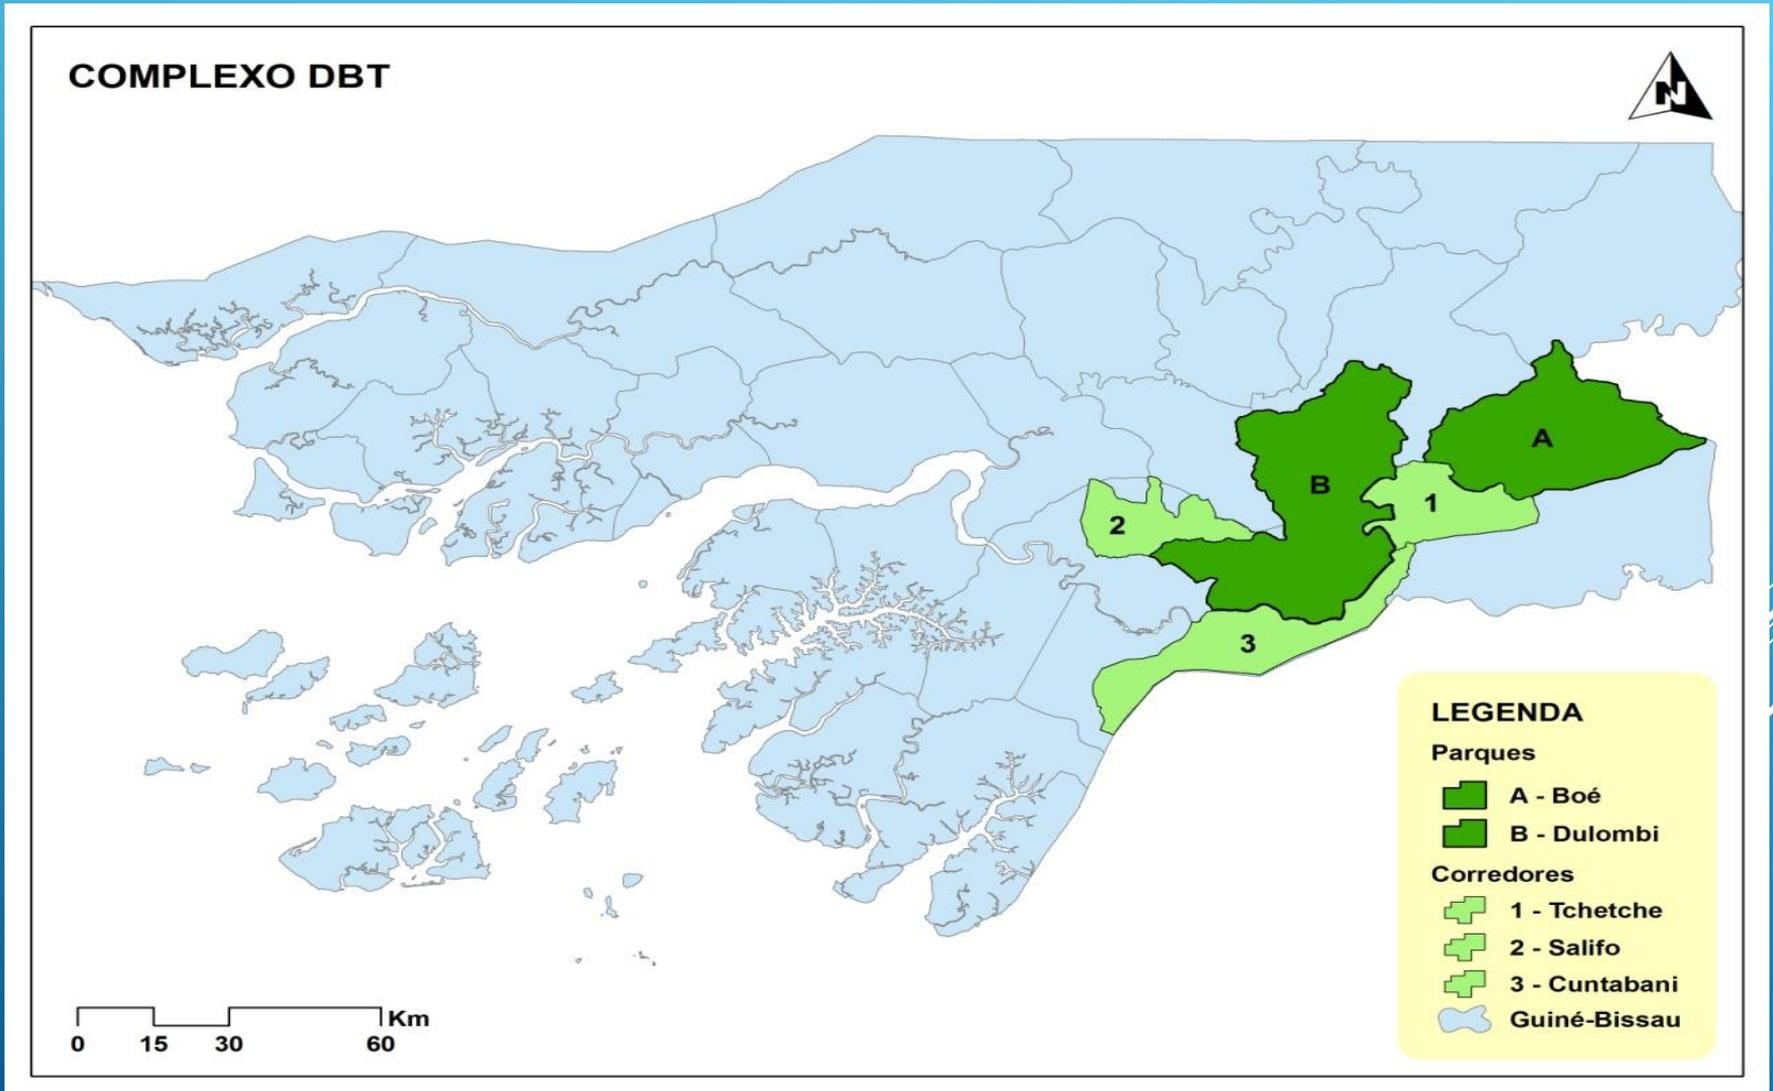 COMPLEXO DBT
N
A
B
1
2
3
LEGENDA
Parques
A - Boé
B - Dulombi
Corredores
1 - Tchetche
2 - Salifo
3 - Cuntabani
Guiné-Bissau
Km
0 15 30 60